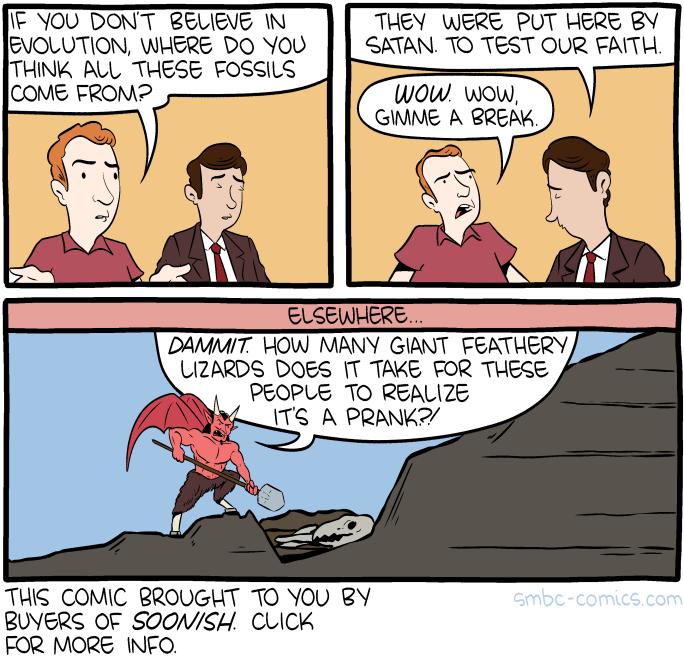 IF YOU DON'T BELIEVE IN
EVOLUTION, WHERE DO YOU
THINK ALL THESE FOSSILS
COME FROM?
THEY WERE PUT HERE BY
SATAN. TO TEST OUR FAITH.
WOW. WOW,
GIMME A BREAK.
ELSEWHERE...
DAMMIT. HOW MANY GIANT FEATHERY
LIZARDS DOES IT TAKE FOR THESE
PEOPLE TO REALIZE
IT'S A PRANK?!
THIS COMIC BROUGHT TO YOU BY
BUYERS OF SOONISH. CLICK
FOR MORE INFO.
smbc-comics.com